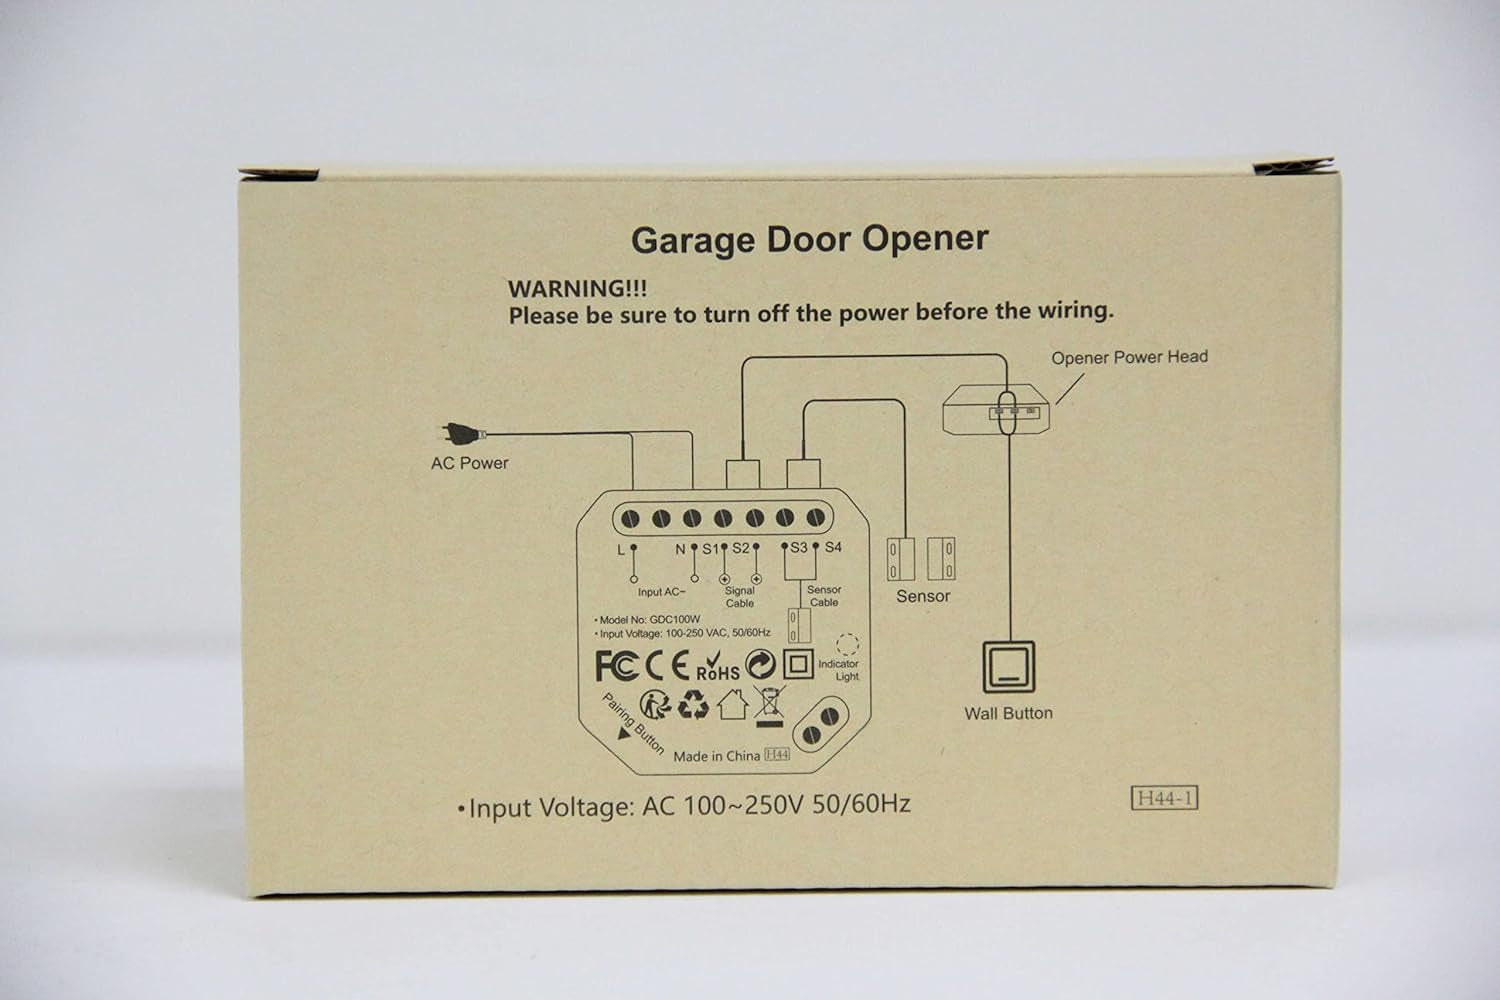 Garage Door Opener
WARNING!!!
Please be sure to turn off the power before the wiring.
Opener Power Head
AC Power
L N S1 S2 S3 S4
Input AC~
Signal
Cable
Sensor
Cable
Sensor
• Model No: GDC100W
• Input Voltage: 100-250 VAC, 50/60Hz
FC CE RoHS
Indicator
Light
Pairing Button
Wall Button
Made in China H44
•Input Voltage: AC 100~250V 50/60Hz
H44-1